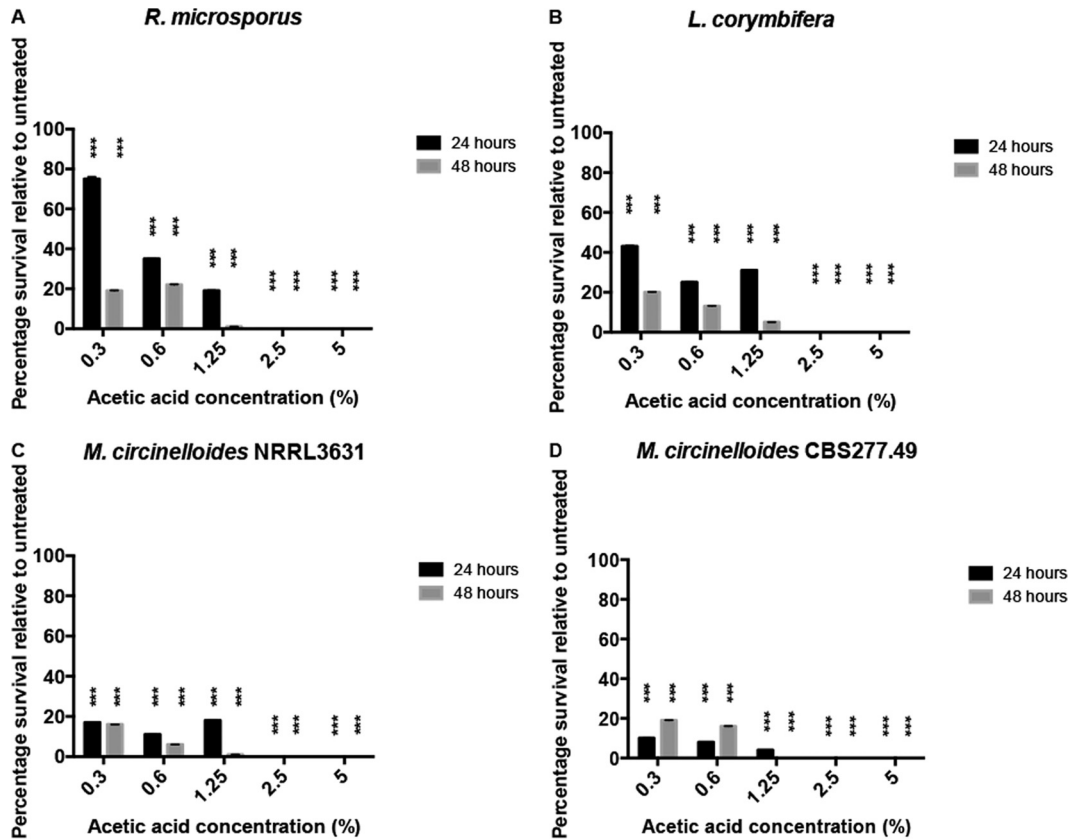 A
R. microsporus
Percentage survival relative to untreated
100
80
60
40
20
0
*** *** *** *** *** *** *** *** *** ***
0.3 0.6 1.25 2.5 5
Acetic acid concentration (%)
24 hours
48 hours
B
L. corymbifera
Percentage survival relative to untreated
100
80
60
40
20
0
*** *** *** *** *** *** *** *** *** ***
0.3 0.6 1.25 2.5 5
Acetic acid concentration (%)
24 hours
48 hours
C
M. circinelloides NRRL3631
Percentage survival relative to untreated
100
80
60
40
20
0
*** *** *** *** *** *** *** *** *** ***
0.3 0.6 1.25 2.5 5
Acetic acid concentration (%)
24 hours
48 hours
D
M. circinelloides CBS277.49
Percentage survival relative to untreated
100
80
60
40
20
0
*** *** *** *** *** *** *** *** *** ***
0.3 0.6 1.25 2.5 5
Acetic acid concentration (%)
24 hours
48 hours